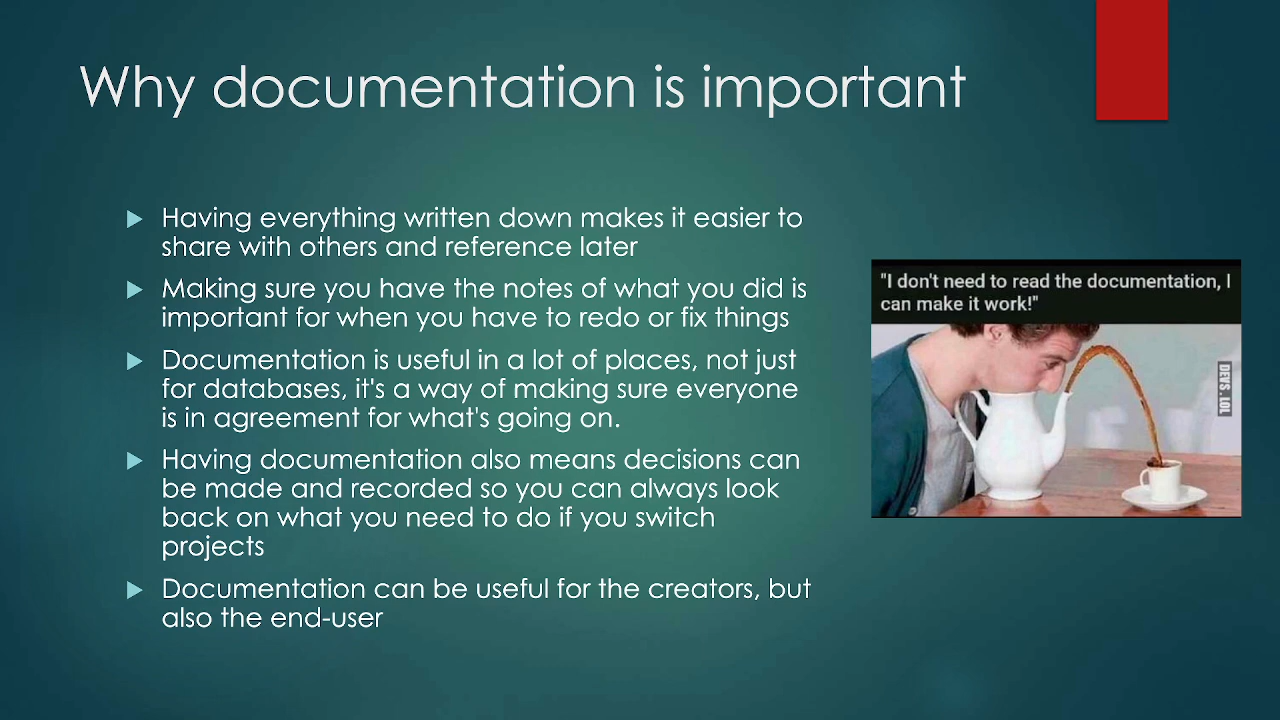 Why documentation is important
Having everything written down makes it easier to
share with others and reference later
Making sure you have the notes of what you did is
important for when you have to redo or fix things
Documentation is useful in a lot of places, not just
for databases, it's a way of making sure everyone
is in agreement for what's going on.
Having documentation also means decisions can
be made and recorded so you can always look
back on what you need to do if you switch
projects
Documentation can be useful for the creators, but
also the end-user
"I don't need to read the documentation, I
can make it work!"
DEVS.LOL